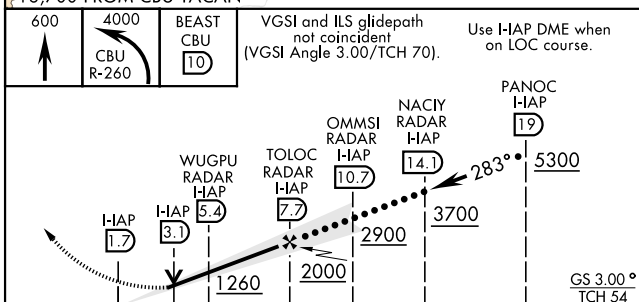 600
4000
CBU
R-260
BEAST
CBU
10
VGSI and ILS glidepath
not coincident
(VGSI Angle 3.00/TCH 70).
Use I-IAP DME when
on LOC course.
PANOC
I-IAP
19
NACIY
RADAR
I-IAP
14.1
OMMSI
RADAR
I-IAP
10.7
TOLOC
RADAR
I-IAP
7.7
WUGPU
RADAR
I-IAP
5.4
I-IAP
3.1
I-IAP
1.7
283°
5300
3700
2900
2000
1260
GS 3.00°
TCH 54